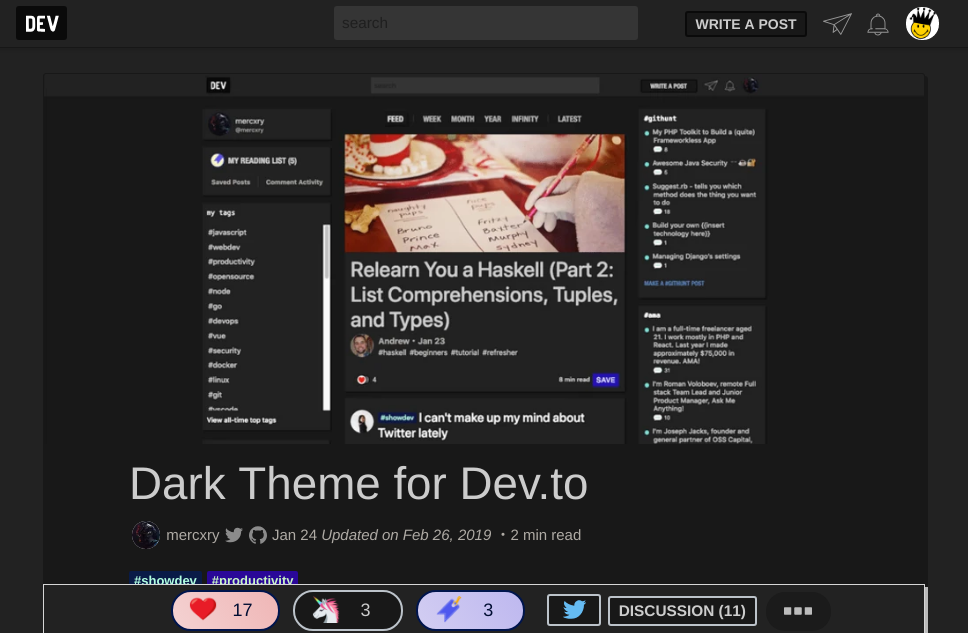 DEV
search
WRITE A POST
DEV
search
WRITE A POST
mercxry
@mercxry
MY READING LIST (5)
Saved Posts
Comment Activity
my tags
#javascript
#webdev
#productivity
#opensource
#node
#go
#devops
#vue
#security
#docker
#linux
#git
#vscode
View all-time top tags
FEED WEEK MONTH YEAR INFINITY LATEST
naughty pups
Bruno
Prince
Max
nice pups
Fritz
Baxter
Murphy
Sydney
Relearn You a Haskell (Part 2:
List Comprehensions, Tuples,
and Types)
Andrew • Jan 23
#haskell #beginners #tutorial #refresher
4
8 min read SAVE
#showdev I can't make up my mind about
Twitter lately
#githunt
My PHP Toolkit to Build a (quite)
Frameworkless App
8
Awesome Java Security
5
Suggest.rb - tells you which
method does the thing you want
to do
18
Build your own {(insert
technology here)}
1
Managing Django's settings
1
MAKE A #GITHUNT POST
#ama
I am a full-time freelancer aged
21. I work mostly in PHP and
React. Last year I made
approximately $75,000 in
revenue. AMA!
31
I'm Roman Voloboev, remote Full
stack Team Lead and Junior
Product Manager, Ask Me
Anything!
10
I'm Joseph Jacks, founder and
general partner of OSS Capital,
Dark Theme for Dev.to
mercxry Jan 24 Updated on Feb 26, 2019 • 2 min read
#showdev #productivity
17 3 3 DISCUSSION (11)